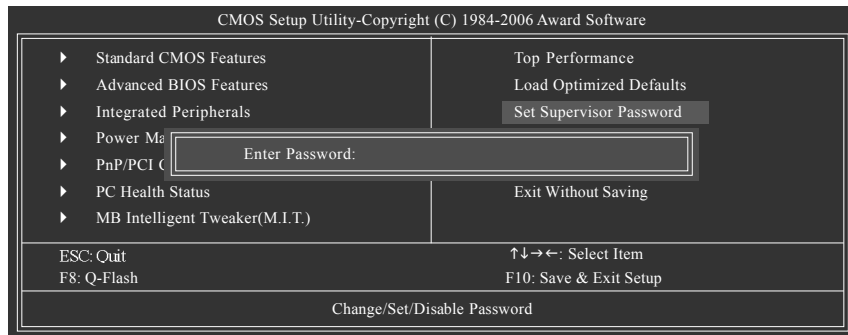 CMOS Setup Utility-Copyright (C) 1984-2006 Award Software
Standard CMOS Features
Advanced BIOS Features
Integrated Peripherals
Power Ma
PnP/PCI
PC Health Status
MB Intelligent Tweaker(M.I.T.)
Top Performance
Load Optimized Defaults
Set Supervisor Password
Exit Without Saving
Enter Password:
ESC: Quit
↑↓→←: Select Item
F8: Q-Flash
F10: Save & Exit Setup
Change/Set/Disable Password